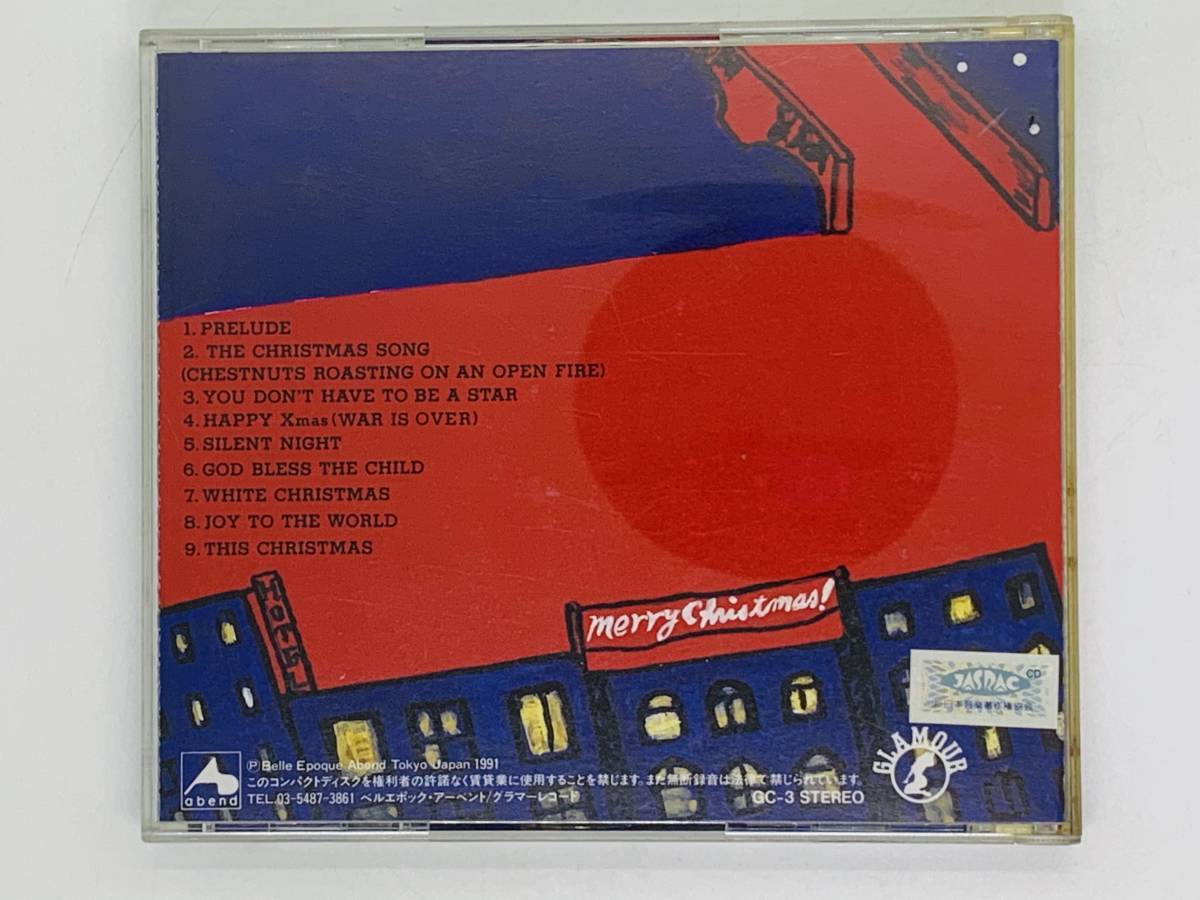 1. PRELUDE
2. THE CHRISTMAS SONG
(CHESTNUTS ROASTING ON AN OPEN FIRE)
3. YOU DON'T HAVE TO BE A STAR
4. HAPPY Xmas (WAR IS OVER)
5. SILENT NIGHT
6. GOD BLESS THE CHILD
7. WHITE CHRISTMAS
8. JOY TO THE WORLD
9. THIS CHRISTMAS
HOTEL
merry Christmas!
CD
JASRAC
GLAMOUR
abend
Ⓟ Belle Epoque Abend Tokyo Japan 1991
このコンパクトディスクを権利者の許諾なく賃貸業に使用することを禁じます。また無断録音は法律で禁じられています。
TEL.03-5487-3861 ベルエポック・アーベント/グラマーレコード
GC-3 STEREO